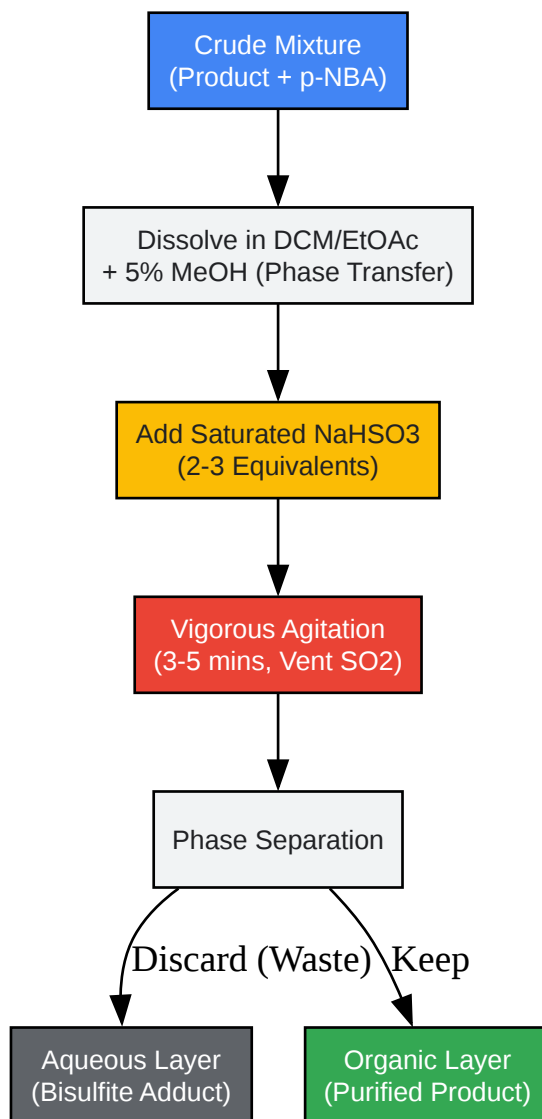 Crude Mixture
(Product + p-NBA)
Dissolve in DCM/EtOAc
+ 5% MeOH (Phase Transfer)
Add Saturated NaHSO3
(2-3 Equivalents)
Vigorous Agitation
(3-5 mins, Vent SO2)
Phase Separation
Discard (Waste)
Keep
Aqueous Layer
(Bisulfite Adduct)
Organic Layer
(Purified Product)